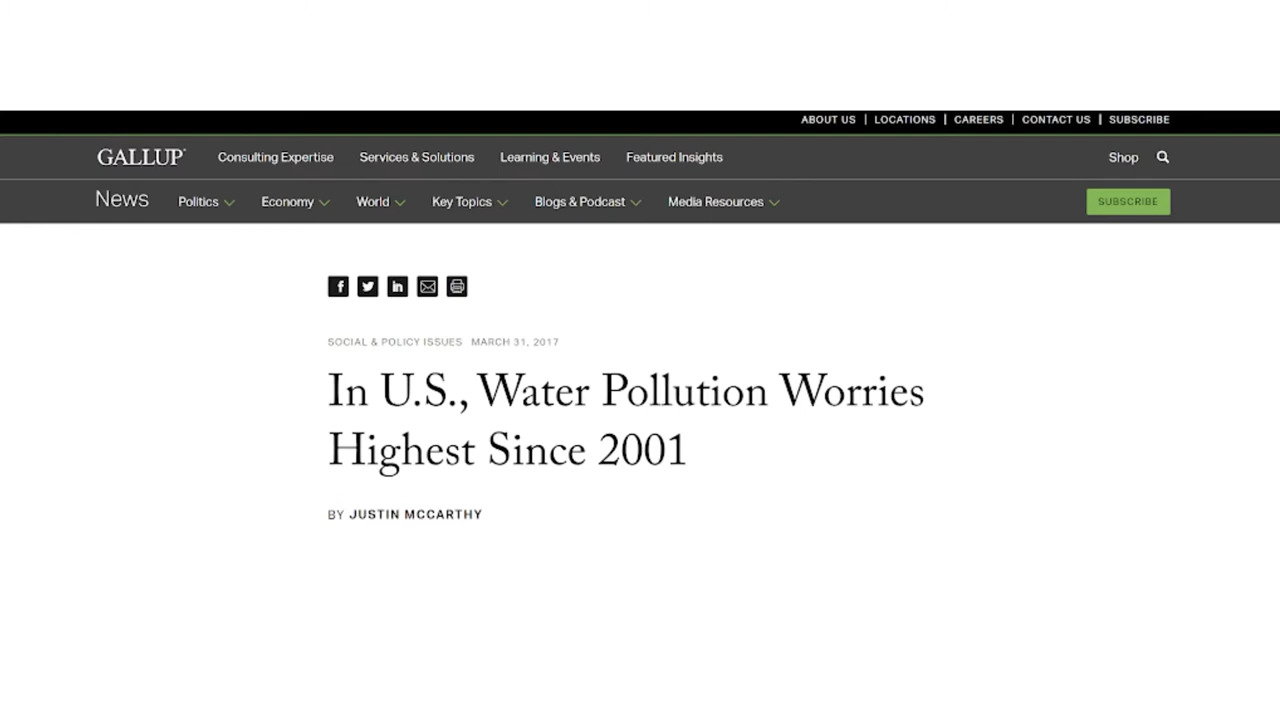 ABOUT US | LOCATIONS | CAREERS | CONTACT US | SUBSCRIBE
GALLUP Consulting Expertise Services & Solutions Learning & Events Featured Insights Shop
News Politics Economy World Key Topics Blogs & Podcast Media Resources SUBSCRIBE
SOCIAL & POLICY ISSUES MARCH 31, 2017
In U.S., Water Pollution Worries
Highest Since 2001
BY JUSTIN MCCARTHY